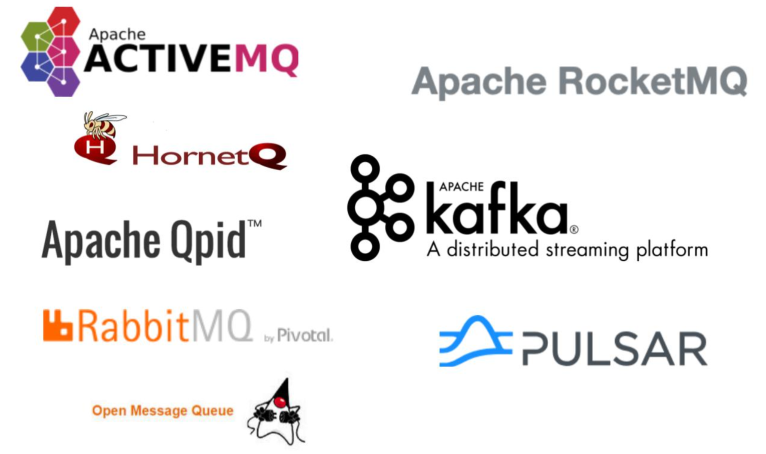 Apache
ACTIVEMQ
Apache RocketMQ
H
HornetQ
APACHE
kafka®
A distributed streaming platform
Apache Qpid™
RabbitMQ by Pivotal.
PULSAR
Open Message Queue